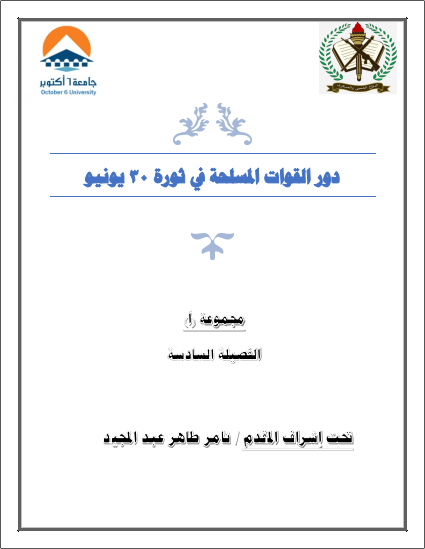 جامعة ٦ أكتوبر
October 6 University
دور القوات المسلحة في ثورة ٣٠ يونيو
مجموعة (أ)
الفصيلة السادسة
تحت إشراف المقدم / تامر طاهر عبد المجيد